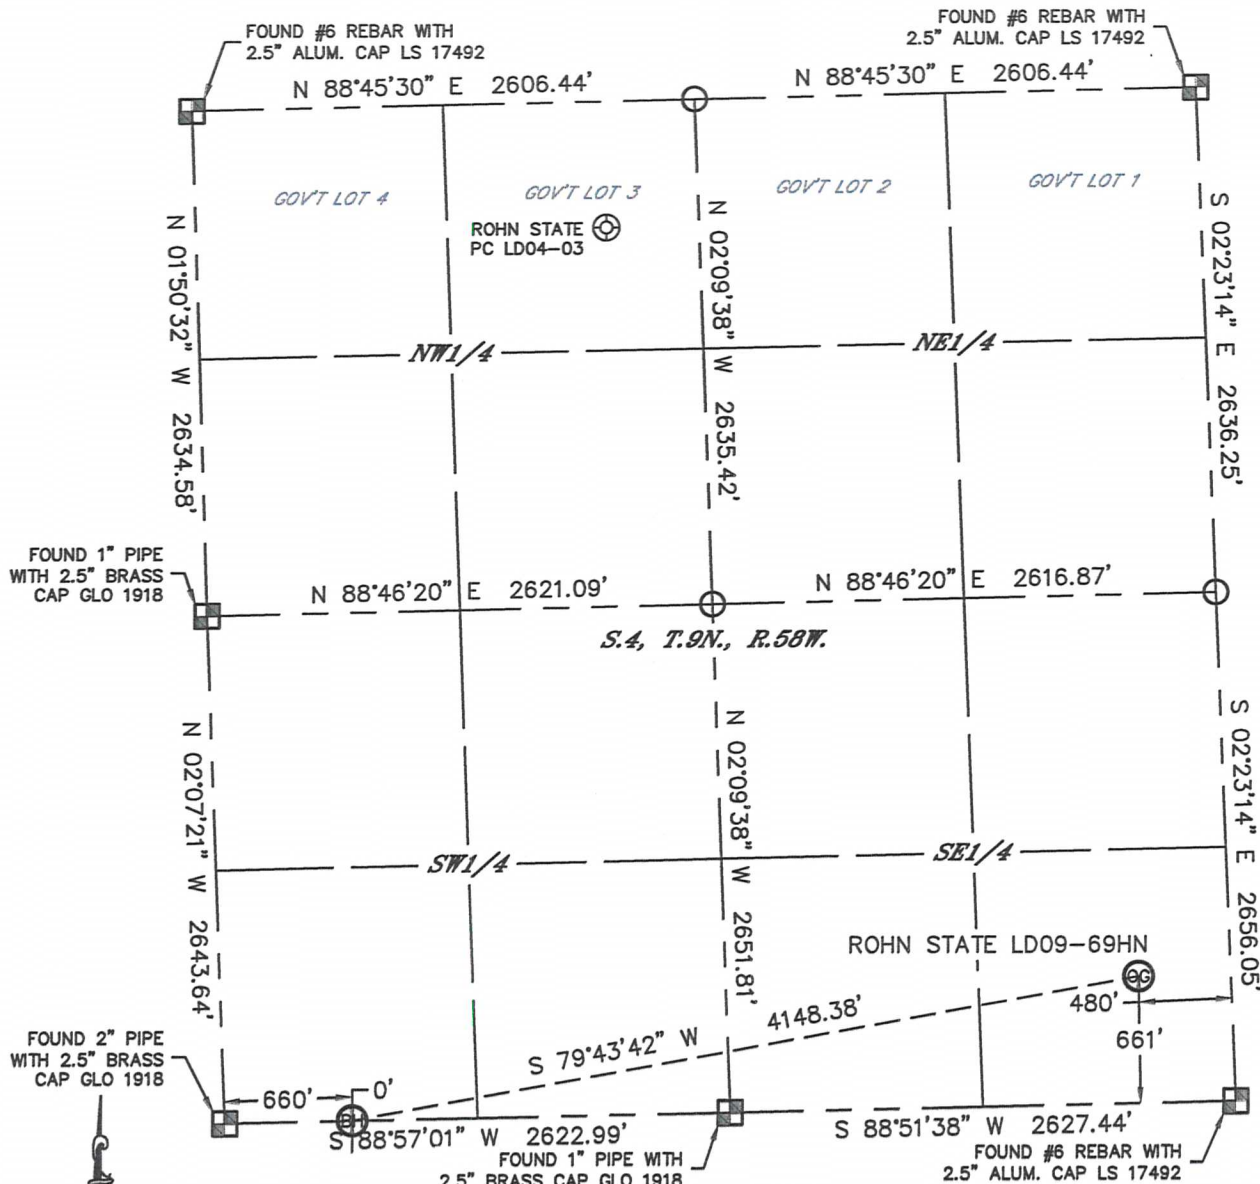 FOUND #6 REBAR WITH
2.5" ALUM. CAP LS 17492
FOUND #6 REBAR WITH
2.5" ALUM. CAP LS 17492
N 88°45'30" E 2606.44'
N 88°45'30" E 2606.44'
GOV'T LOT 4
GOV'T LOT 3
GOV'T LOT 2
GOV'T LOT 1
ROHN STATE
PC LD04-03
N 01°50'32" W 2634.58'
N 02°09'38" W 2635.42'
S 02°23'14" E 2636.25'
NW1/4
NE1/4
FOUND 1" PIPE
WITH 2.5" BRASS
CAP GLO 1918
N 88°46'20" E 2621.09'
N 88°46'20" E 2616.87'
S.4, T.9N., R.58W.
N 02°07'21" W 2643.64'
N 02°09'38" W 2651.81'
S 02°23'14" E 2656.05'
SW1/4
SE1/4
ROHN STATE LD09-69HN
OG
480'
661'
S 79°43'42" W 4148.38'
FOUND 2" PIPE
WITH 2.5" BRASS
CAP GLO 1918
660'
0'
BH
S 88°57'01" W 2622.99'
S 88°51'38" W 2627.44'
FOUND 1" PIPE WITH
2.5" BRASS CAP GLO 1918
FOUND #6 REBAR WITH
2.5" ALUM. CAP LS 17492